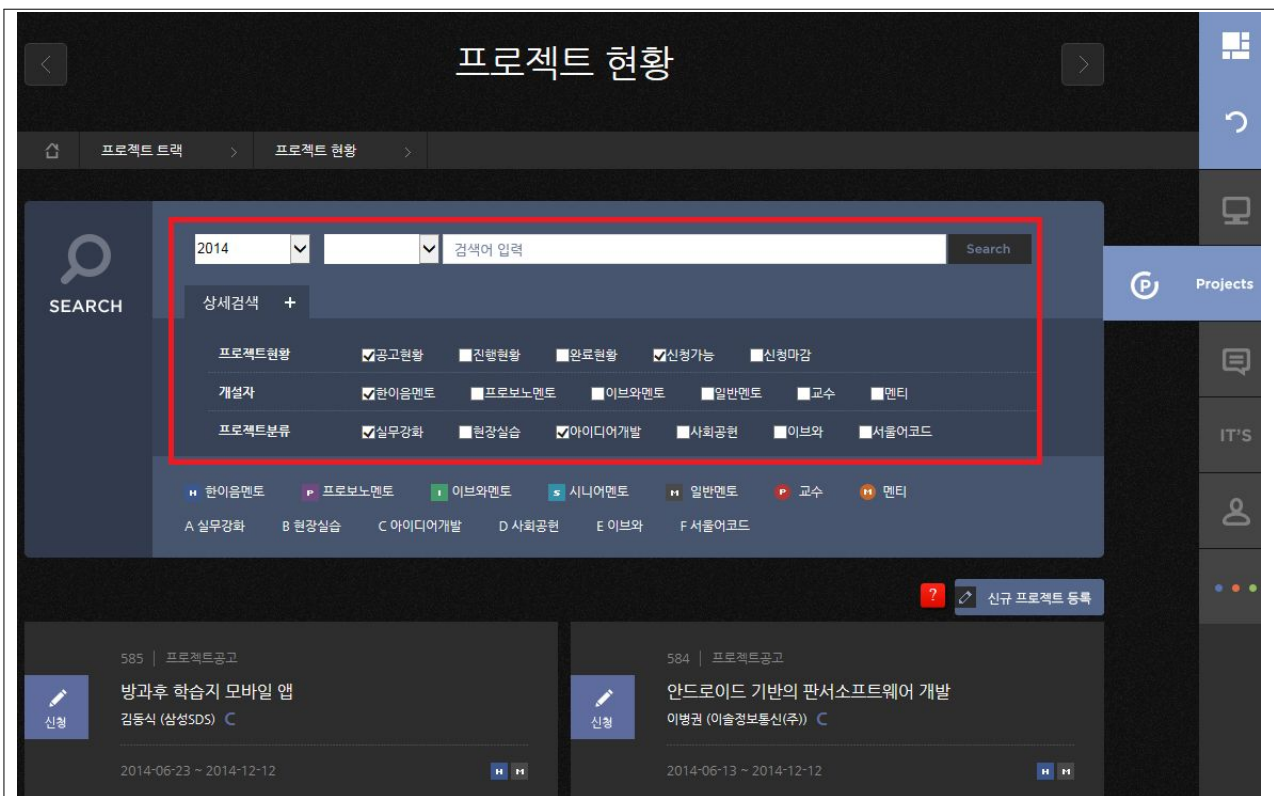 프로젝트 현황
프로젝트 트랙 > 프로젝트 현황 >
2014 검색어 입력 Search
SEARCH
상세검색 +
프로젝트현황 공고현황 진행현황 완료현황 신청가능 신청마감
개설자 한이음멘토 프로보노멘토 이브와멘토 일반멘토 교수 멘티
프로젝트분류 실무강화 현장실습 아이디어개발 사회공헌 이브와 서울어코드
H 한이음멘토 P 프로보노멘토 I 이브와멘토 S 시니어멘토 M 일반멘토 P 교수 M 멘티
A 실무강화 B 현장실습 C 아이디어개발 D 사회공헌 E 이브와 F 서울어코드
P Projects
IT'S
? 신규 프로젝트 등록
585 | 프로젝트공고
방과후 학습지 모바일 앱
신청 김동식 (삼성SDS) C
2014-06-23 ~ 2014-12-12 H M
584 | 프로젝트공고
안드로이드 기반의 판서소프트웨어 개발
신청 이병권 (이솔정보통신(주)) C
2014-06-13 ~ 2014-12-12 H M